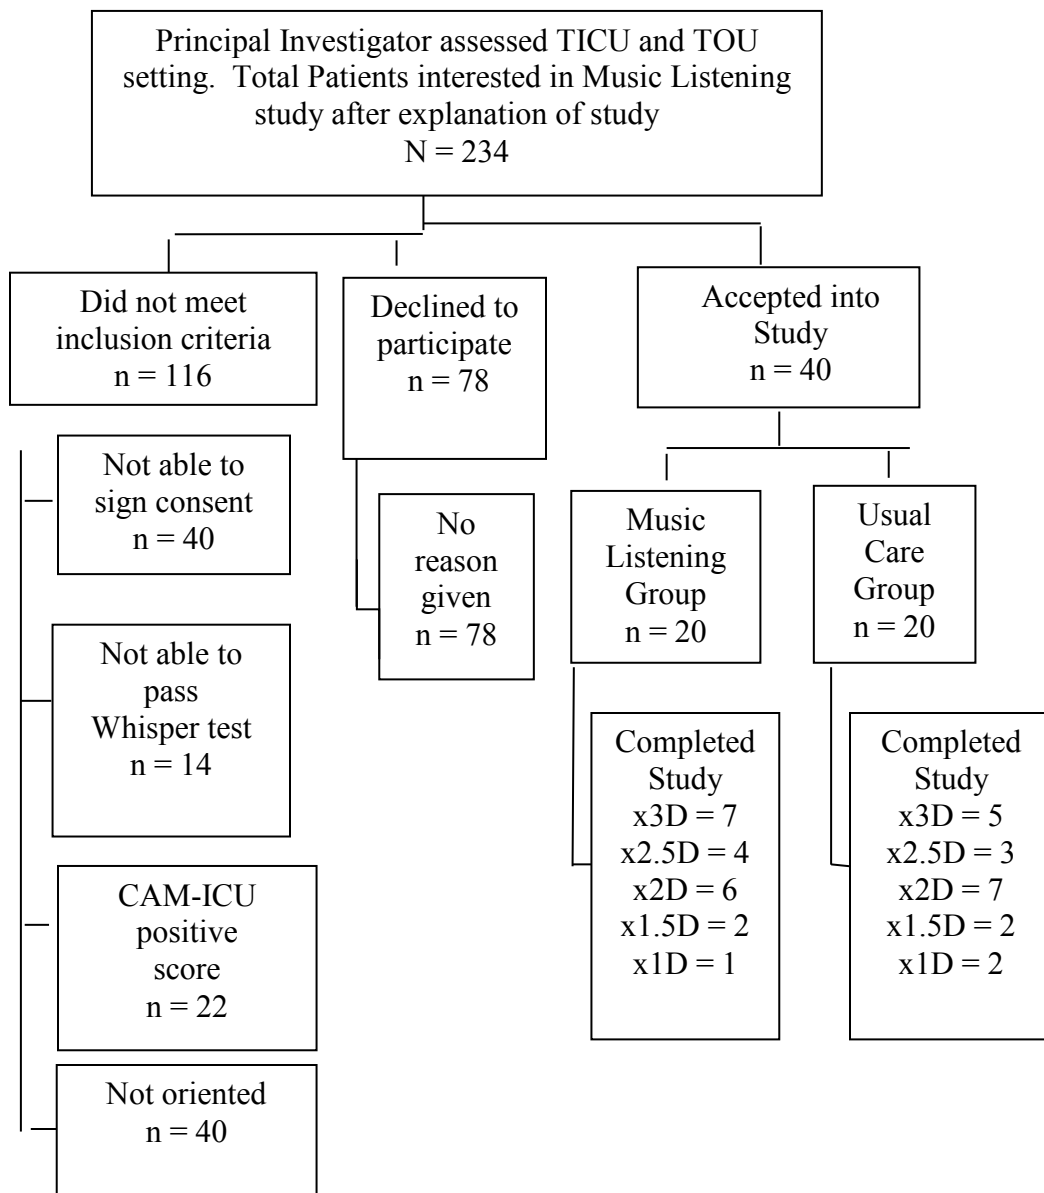 Principal Investigator assessed TICU and TOU
setting.  Total Patients interested in Music Listening
study after explanation of study
N = 234
Did not meet
inclusion criteria
n = 116
Declined to
participate
n = 78
Accepted into
Study
n = 40
Not able to
sign consent
n = 40
Not able to
pass
Whisper test
n = 14
CAM-ICU
positive
score
n = 22
Not oriented
n = 40
No
reason
given
n = 78
Music
Listening
Group
n = 20
Usual
Care
Group
n = 20
Completed
Study
x3D = 7
x2.5D = 4
x2D = 6
x1.5D = 2
x1D = 1
Completed
Study
x3D = 5
x2.5D = 3
x2D = 7
x1.5D = 2
x1D = 2